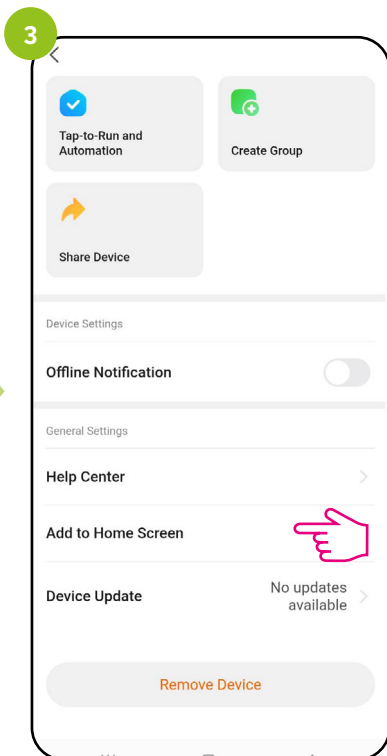 3
Tap-to-Run and
Automation
Create Group
Share Device
Device Settings
Offline Notification
General Settings
Help Center
Add to Home Screen
Device Update
No updates
available
Remove Device